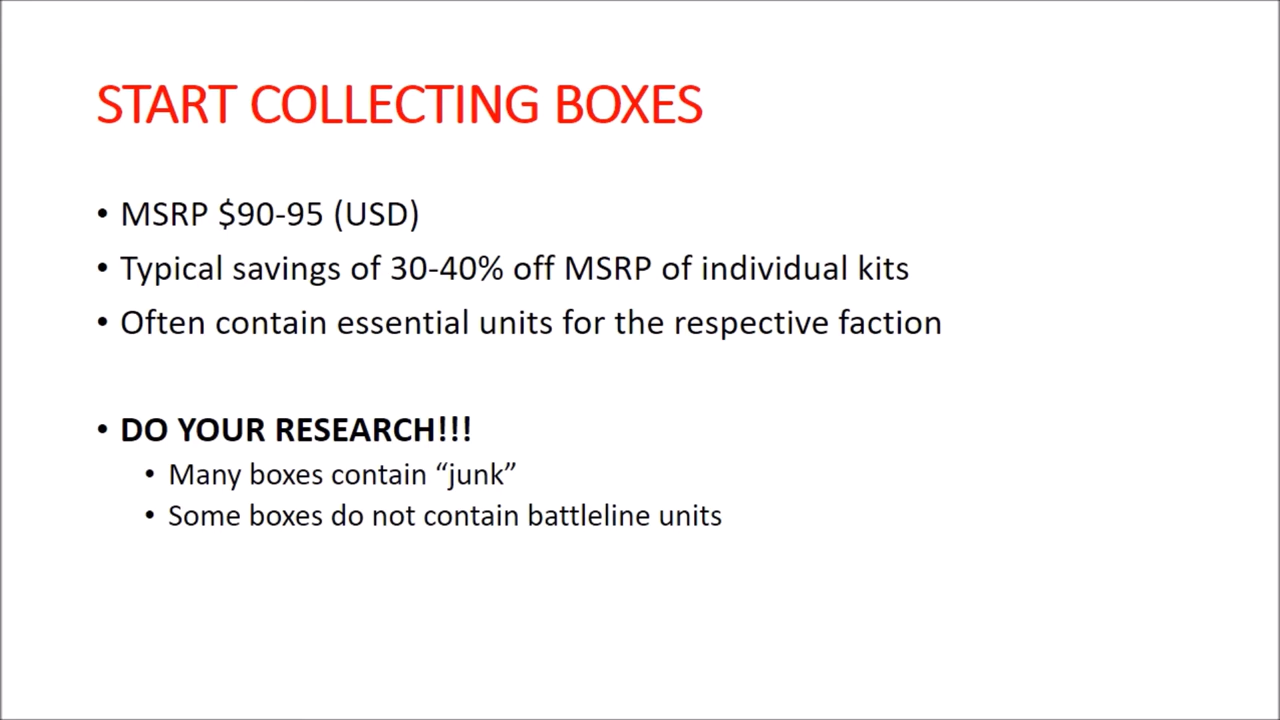 START COLLECTING BOXES
• MSRP $90-95 (USD)
• Typical savings of 30-40% off MSRP of individual kits
• Often contain essential units for the respective faction
• DO YOUR RESEARCH!!!
• Many boxes contain “junk”
• Some boxes do not contain battleline units